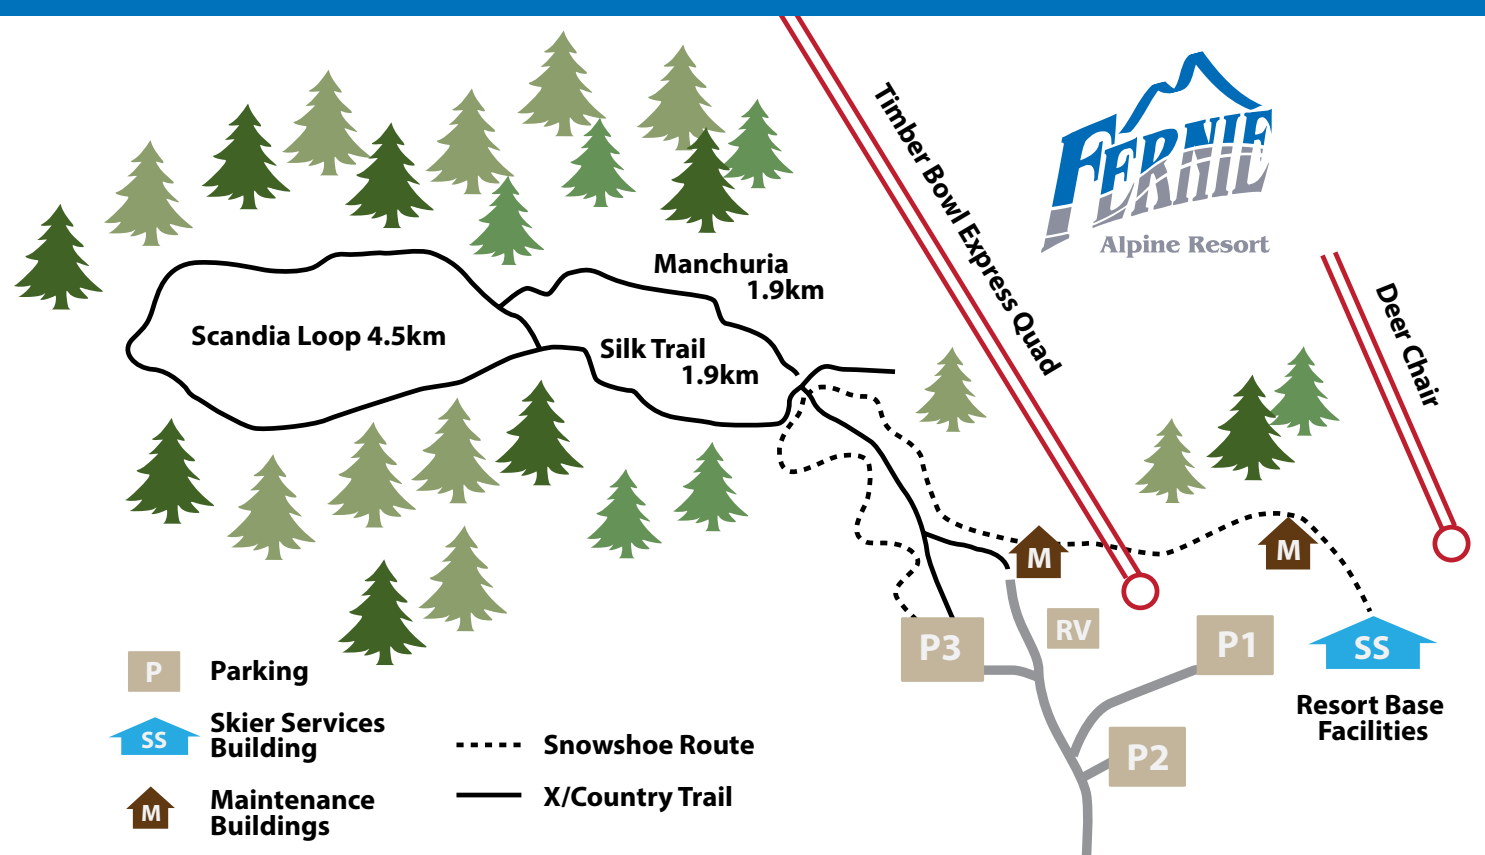 Timber Bowl Express Quad
FERNIE
Alpine Resort
Deer Chair
Manchuria
1.9km
Scandia Loop 4.5km
Silk Trail
1.9km
M
M
P3
RV
P1
SS
Resort Base
Facilities
P2
P
Parking
SS
Skier Services
Building
M
Maintenance
Buildings
Snowshoe Route
X/Country Trail